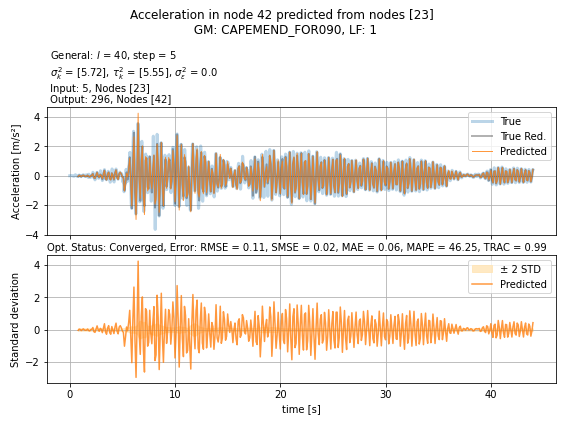 Acceleration in node 42 predicted from nodes [23]
GM: CAPEMEND_FOR090, LF: 1
General: l = 40, step = 5
σ²ₖ = [5.72], τ²ₖ = [5.55], σ²ε = 0.0
Input: 5, Nodes [23]
Output: 296, Nodes [42]
Acceleration [m/s²]
4
2
0
−2
−4
True
True Red.
Predicted
Opt. Status: Converged, Error: RMSE = 0.11, SMSE = 0.02, MAE = 0.06, MAPE = 46.25, TRAC = 0.99
Standard deviation
4
2
0
−2
± 2 STD
Predicted
0 10 20 30 40
time [s]